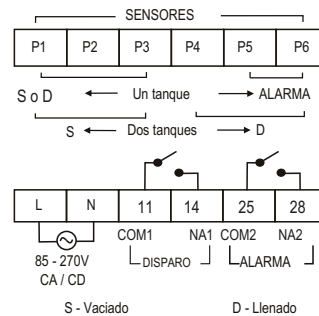 SENSORES
P1 P2 P3 P4 P5 P6
S o D Un tanque ALARMA
S Dos tanques D
L N 11 14 25 28
COM1 NA1 COM2 NA2
85 - 270V DISPARO ALARMA
CA / CD
S - Vaciado D - Llenado